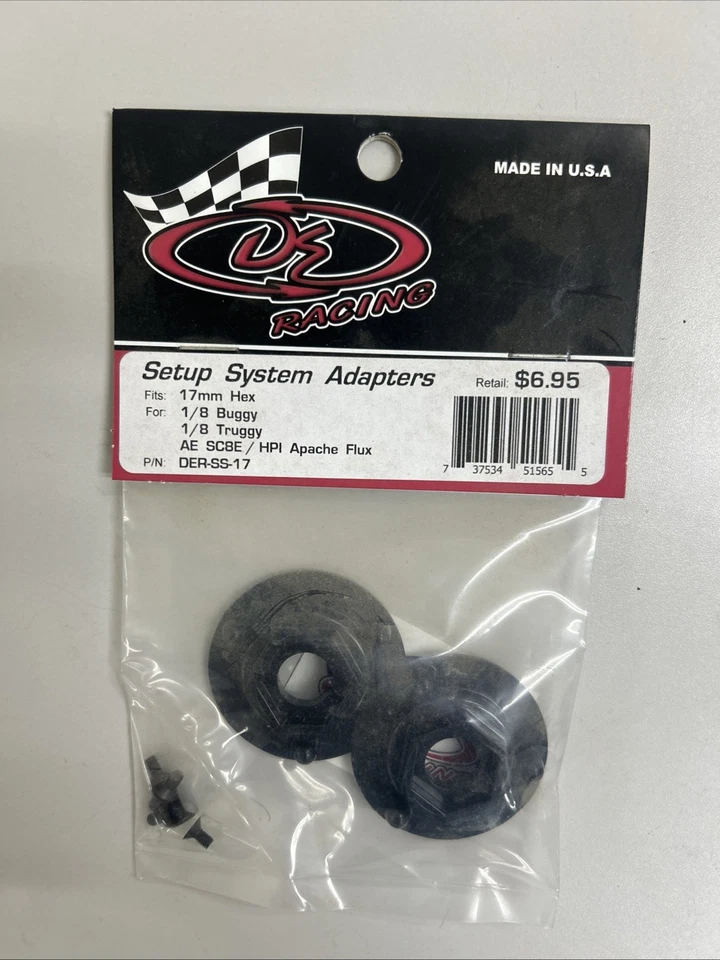 MADE IN U.S.A
DE
RACING
Setup System Adapters
Retail: $6.95
Fits: 17mm Hex
For: 1/8 Buggy
1/8 Truggy
AE SC8E / HPI Apache Flux
P/N: DER-SS-17
7 37534 51565 5